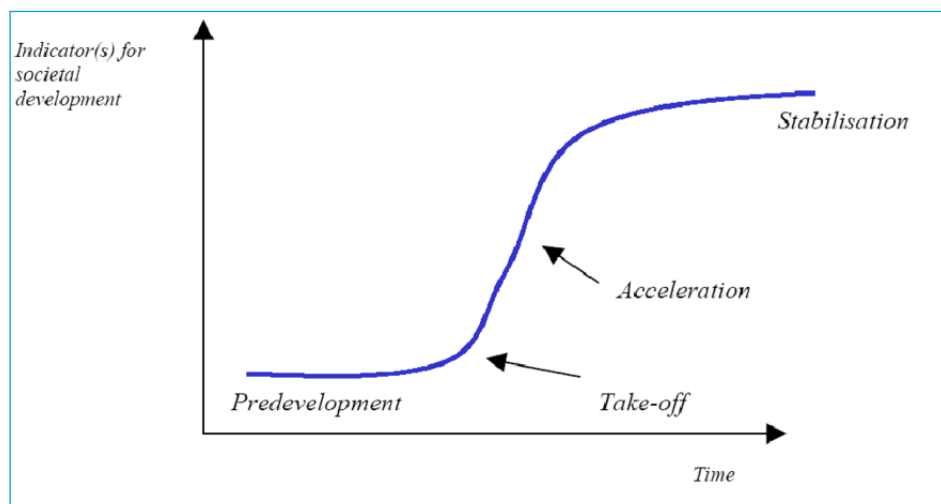 Indicator(s) for
societal
development
Stabilisation
Acceleration
Predevelopment
Take-off
Time